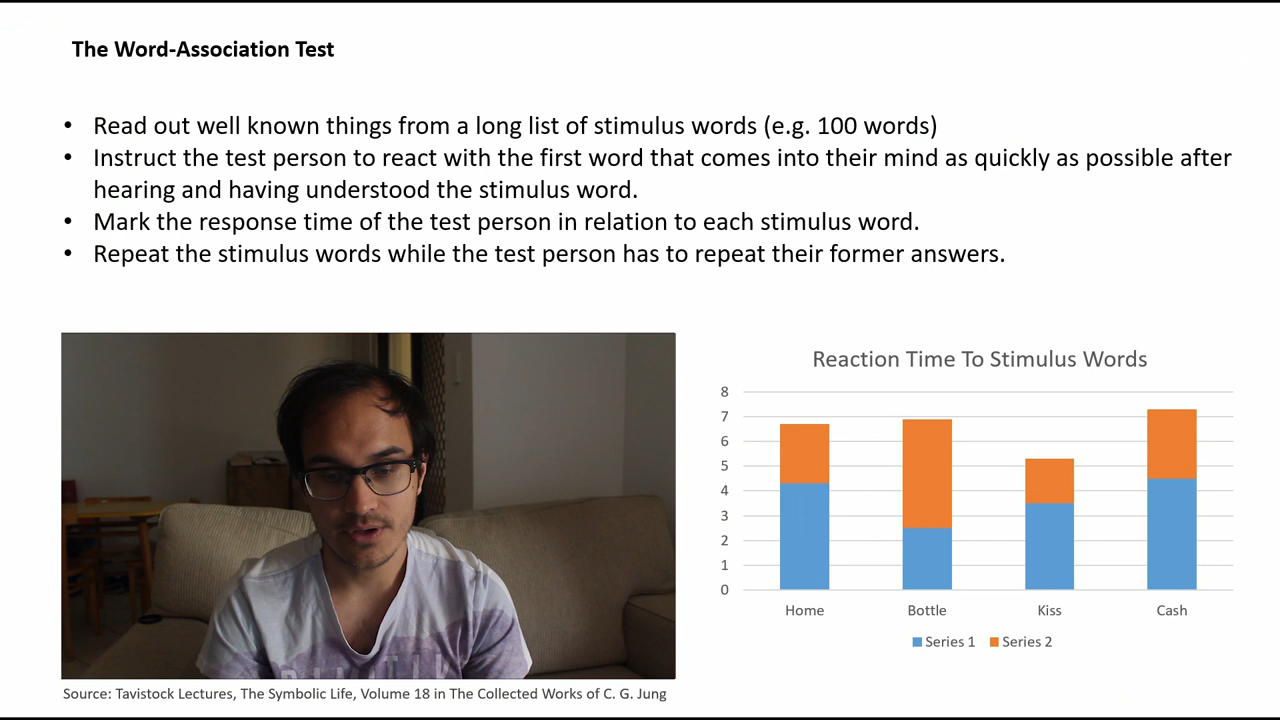 The Word-Association Test
• Read out well known things from a long list of stimulus words (e.g. 100 words)
• Instruct the test person to react with the first word that comes into their mind as quickly as possible after
hearing and having understood the stimulus word.
• Mark the response time of the test person in relation to each stimulus word.
• Repeat the stimulus words while the test person has to repeat their former answers.
Source: Tavistock Lectures, The Symbolic Life, Volume 18 in The Collected Works of C. G. Jung
Reaction Time To Stimulus Words
8
7
6
5
4
3
2
1
0
Home Bottle Kiss Cash
Series 1 Series 2